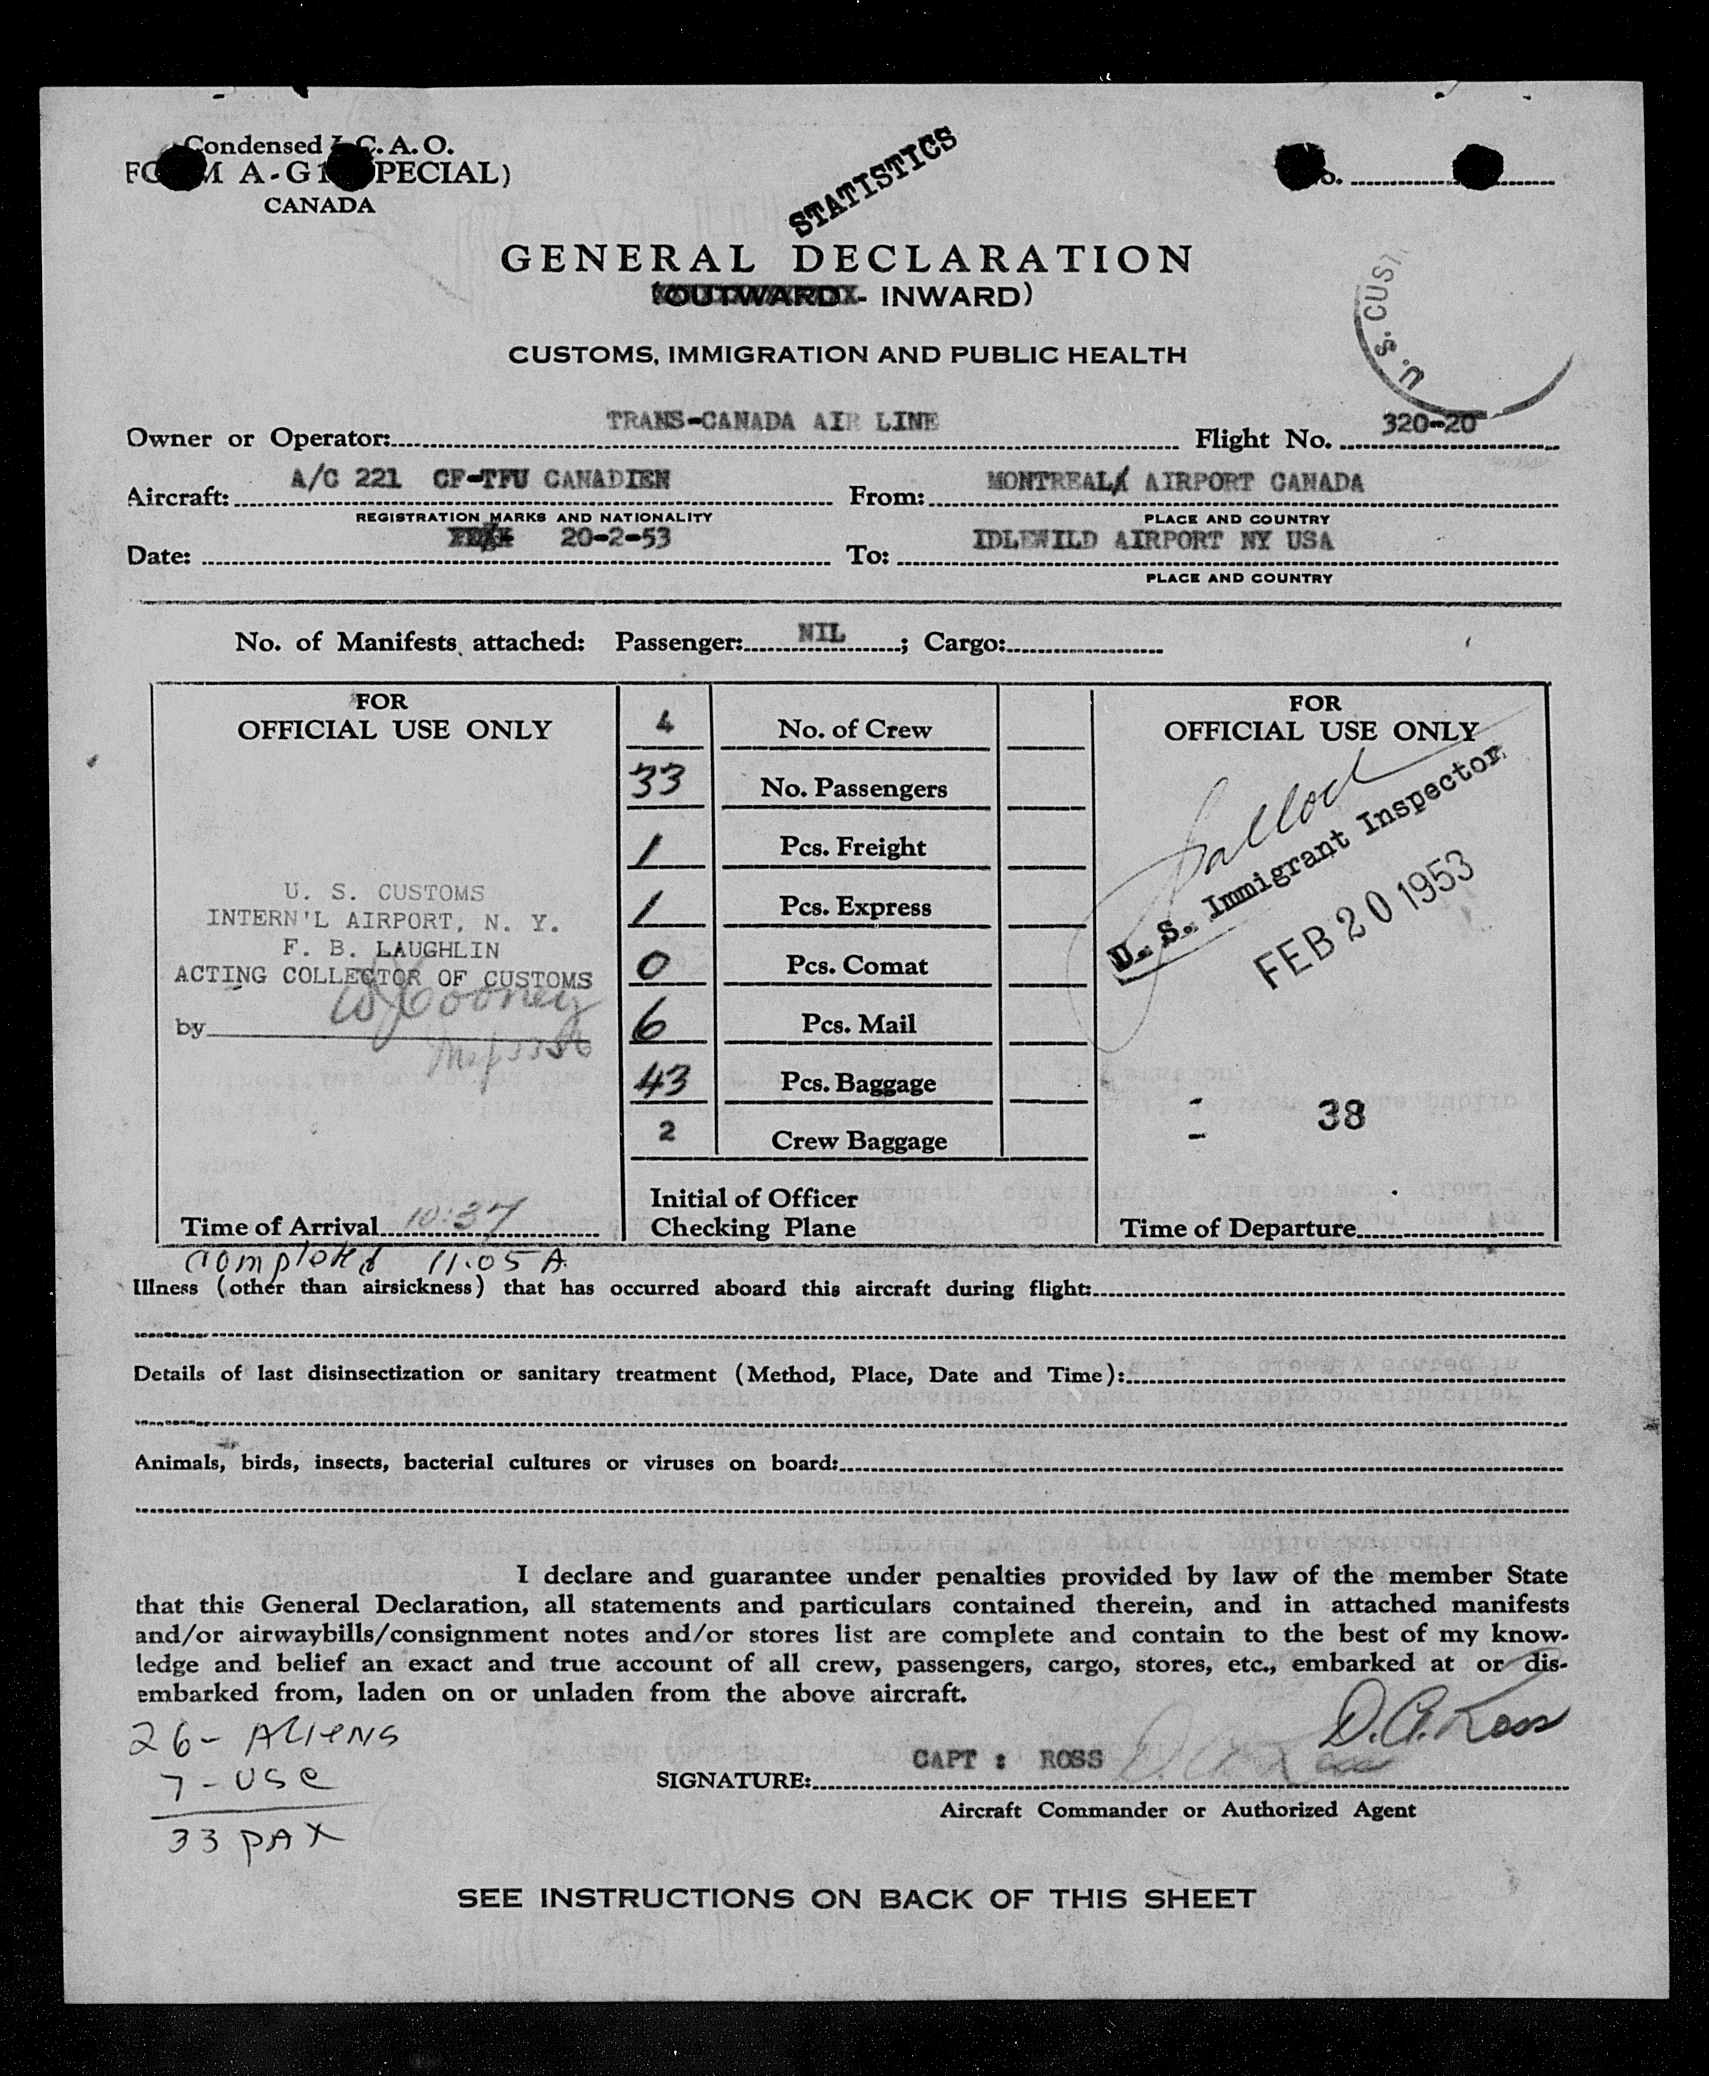 Condensed I.C.A.O.
A-G1
CANADA
STATISTICS
GENERAL DECLARATION
(OUTWARD - INWARD)
CUSTOMS, IMMIGRATION AND PUBLIC HEALTH
U.S. CUS
Owner or Operator: TRANS-CANADA AIR LINE Flight No. 320-20
Aircraft: A/C 221 CF-TFU CANADIEN From: MONTREAL AIRPORT CANADA
REGISTRATION MARKS AND NATIONALITY PLACE AND COUNTRY
Date: 20-2-53 To: IDLEWILD AIRPORT NY USA
PLACE AND COUNTRY
No. of Manifests attached: Passenger: NIL ; Cargo:
FOR
OFFICIAL USE ONLY
U. S. CUSTOMS
INTERN'L AIRPORT, N. Y.
F. B. LAUGHLIN
ACTING COLLECTOR OF CUSTOMS
by W Cooney
Time of Arrival 10:37
4 No. of Crew
33 No. Passengers
1 Pcs. Freight
1 Pcs. Express
0 Pcs. Comat
6 Pcs. Mail
43 Pcs. Baggage
2 Crew Baggage
Initial of Officer
Checking Plane
FOR
OFFICIAL USE ONLY
U. S. Immigrant Inspector
FEB 20 1953
38
Time of Departure
Completed 11.05 A.
Illness (other than airsickness) that has occurred aboard this aircraft during flight:
Details of last disinsectization or sanitary treatment (Method, Place, Date and Time):
Animals, birds, insects, bacterial cultures or viruses on board:
I declare and guarantee under penalties provided by law of the member State
that this General Declaration, all statements and particulars contained therein, and in attached manifests
and/or airwaybills/consignment notes and/or stores list are complete and contain to the best of my know-
ledge and belief an exact and true account of all crew, passengers, cargo, stores, etc., embarked at or dis-
embarked from, laden on or unladen from the above aircraft.
26 - ALIENS
7 - USC
33 PAX
D.A. Ross
SIGNATURE: CAPT : ROSS D. A. Ross
Aircraft Commander or Authorized Agent
SEE INSTRUCTIONS ON BACK OF THIS SHEET